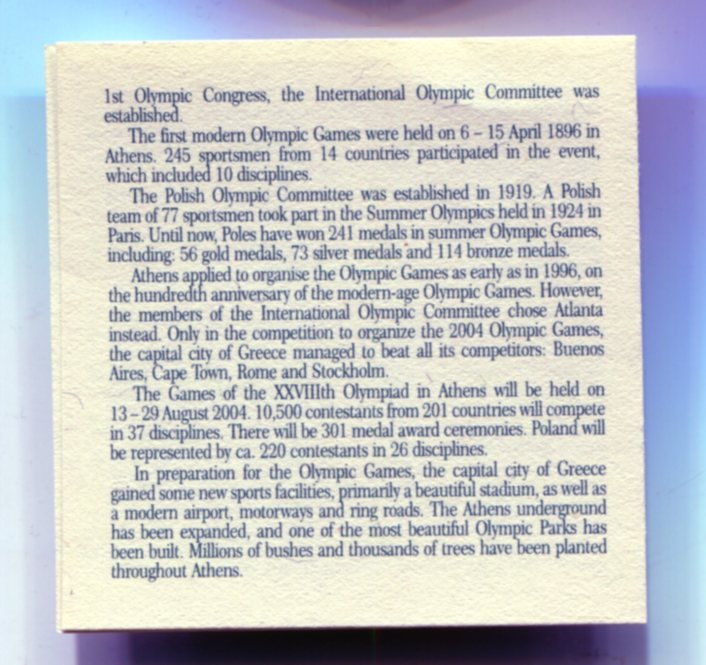 1st Olympic Congress, the International Olympic Committee was
established.
The first modern Olympic Games were held on 6 – 15 April 1896 in
Athens. 245 sportsmen from 14 countries participated in the event,
which included 10 disciplines.
The Polish Olympic Committee was established in 1919. A Polish
team of 77 sportsmen took part in the Summer Olympics held in 1924 in
Paris. Until now, Poles have won 241 medals in summer Olympic Games,
including: 56 gold medals, 73 silver medals and 114 bronze medals.
Athens applied to organise the Olympic Games as early as in 1996, on
the hundredth anniversary of the modern-age Olympic Games. However,
the members of the International Olympic Committee chose Atlanta
instead. Only in the competition to organize the 2004 Olympic Games,
the capital city of Greece managed to beat all its competitors: Buenos
Aires, Cape Town, Rome and Stockholm.
The Games of the XXVIIIth Olympiad in Athens will be held on
13 – 29 August 2004. 10,500 contestants from 201 countries will compete
in 37 disciplines. There will be 301 medal award ceremonies. Poland will
be represented by ca. 220 contestants in 26 disciplines.
In preparation for the Olympic Games, the capital city of Greece
gained some new sports facilities, primarily a beautiful stadium, as well as
a modern airport, motorways and ring roads. The Athens underground
has been expanded, and one of the most beautiful Olympic Parks has
been built. Millions of bushes and thousands of trees have been planted
throughout Athens.